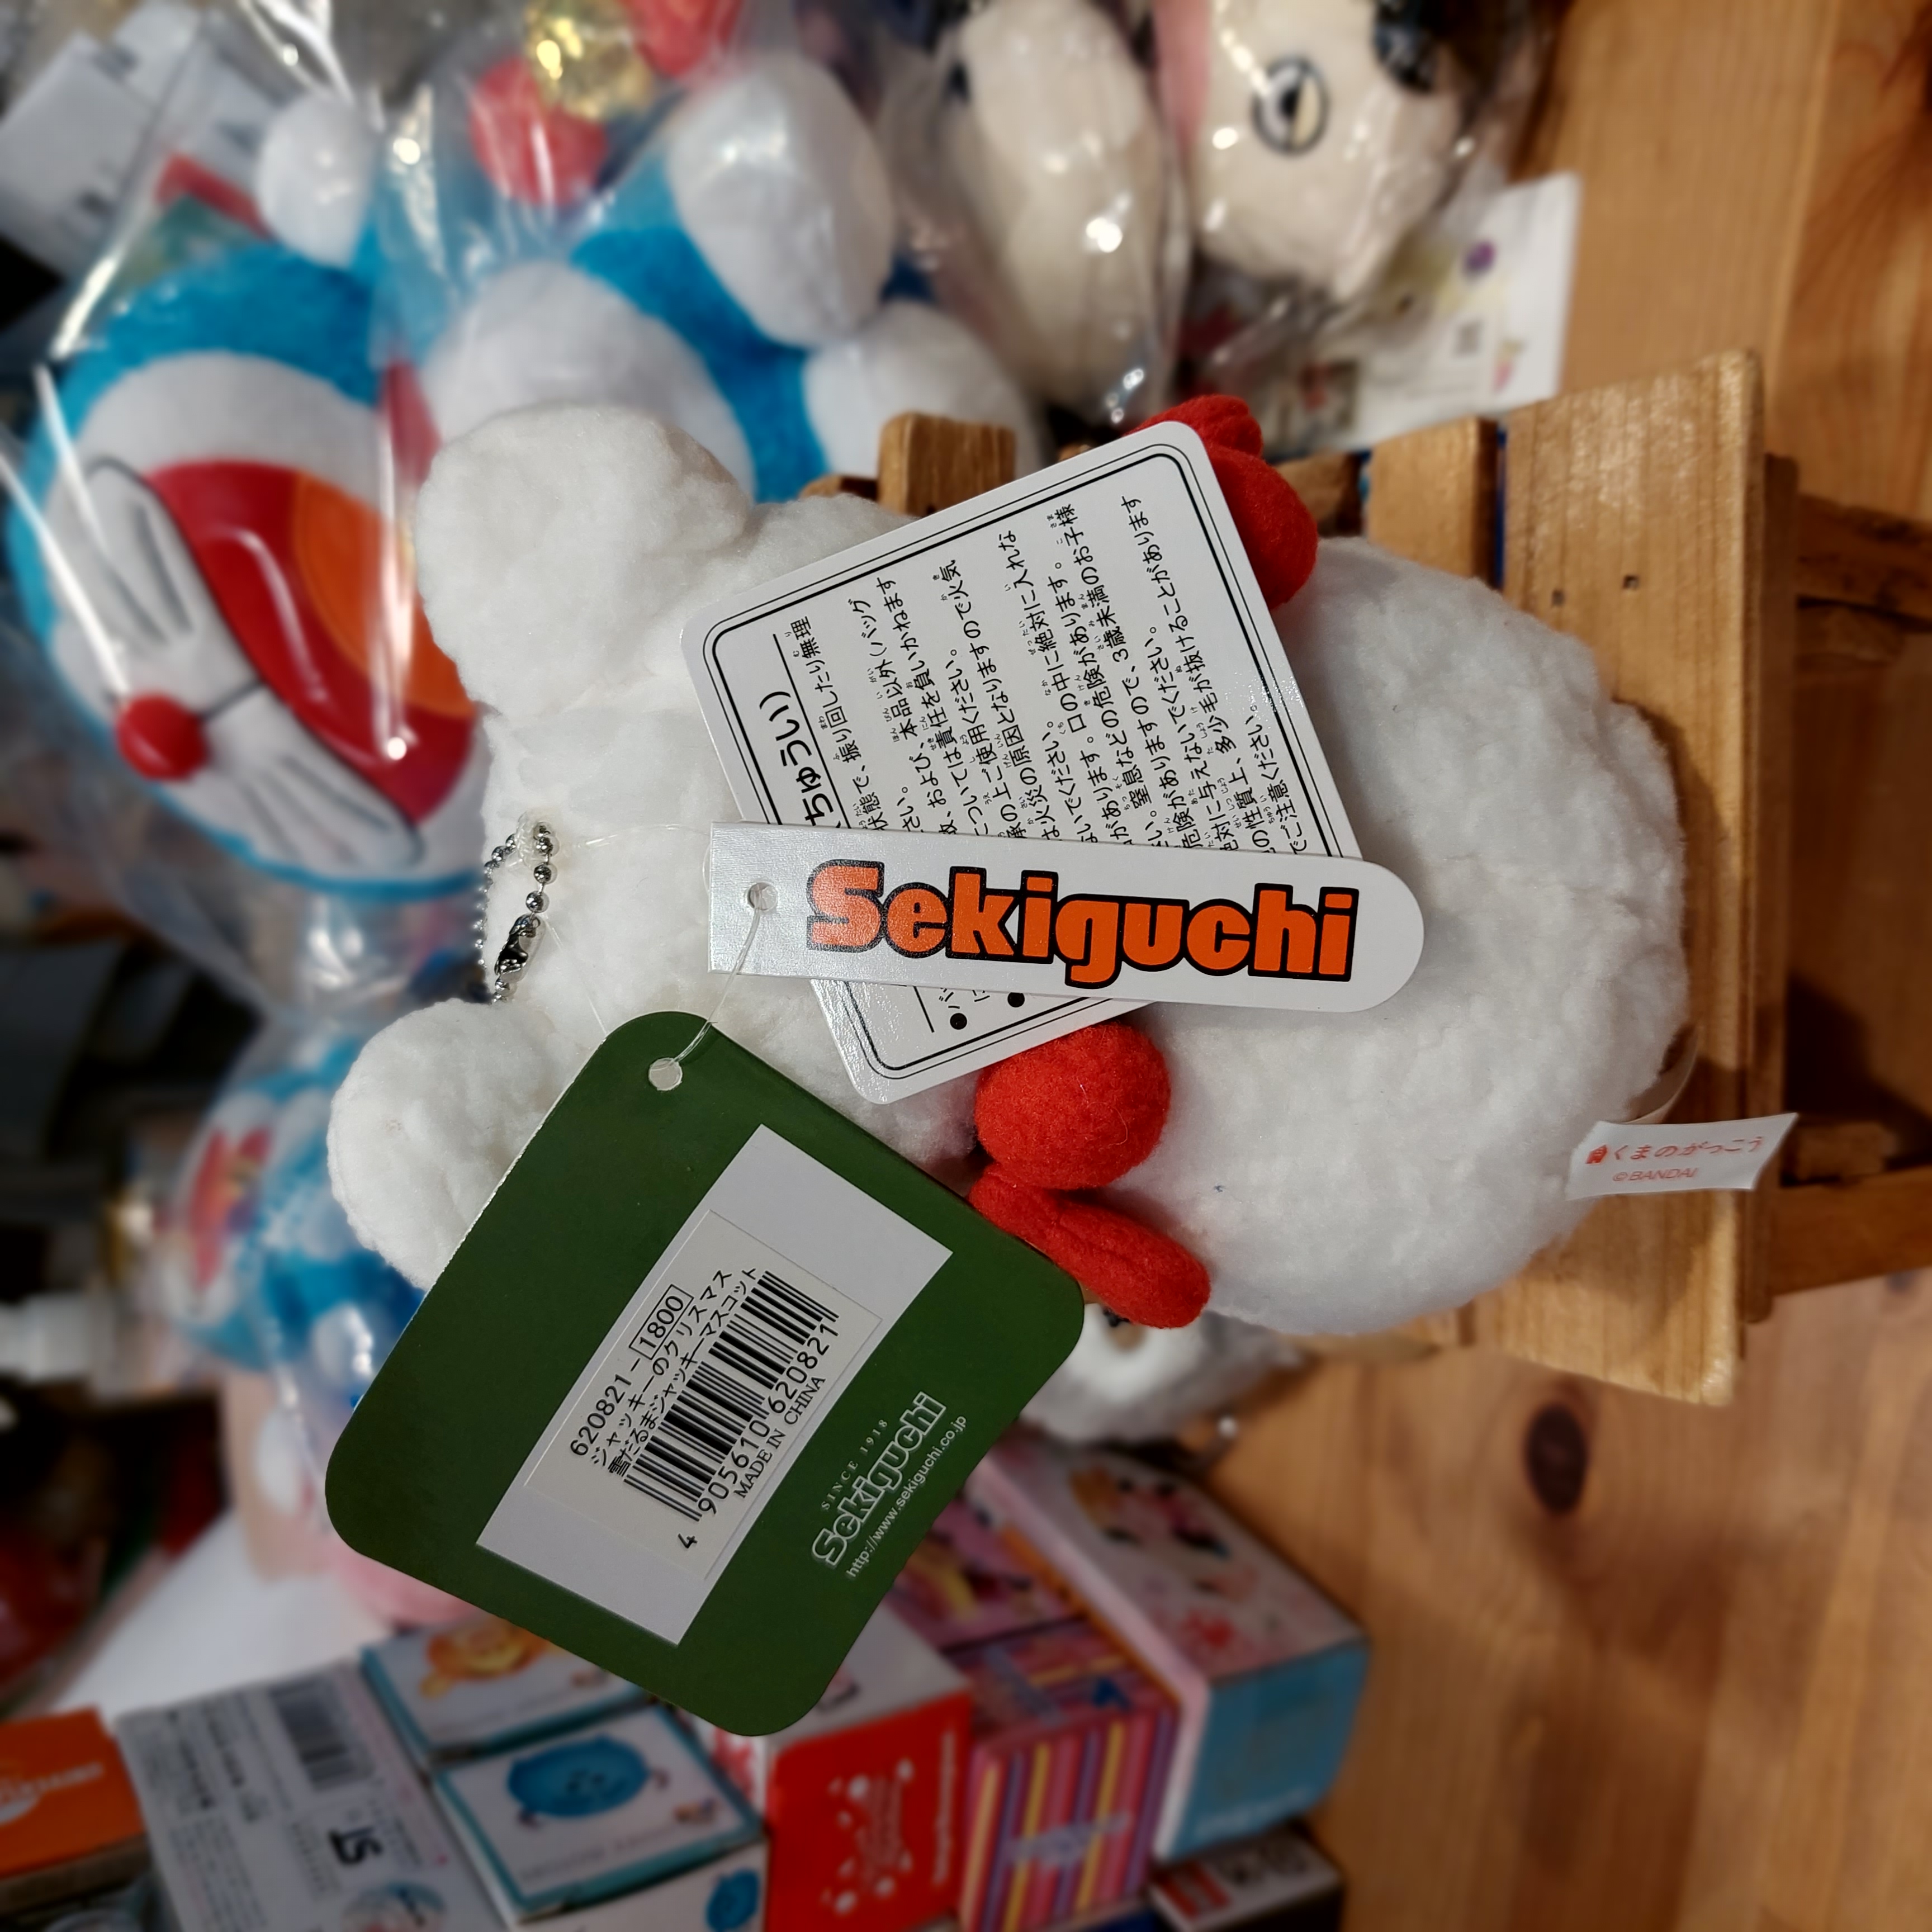 ちゅうい)
状態で、振り回したり無理
さい。
および、本品以外(バッグ
については責任を負いかねます
の上ご使用ください。
は火災の原因となりますので火気
ないでください。
があります。口の中に絶対に入れな
い。窒息などの危険があります。
危険がありますので、3歳未満のお子様
絶対に与えないでください。
の性質上、多少毛が抜けることがあります
でご注意ください。
Sekiguchi
620821-1800
ジャッキーのクリスマス
雪だるまジャッキーマスコット
4 905610 620821
MADE IN CHINA
SINCE 1918
Sekiguchi
http://www.sekiguchi.co.jp
くまのがっこう
©BANDAI